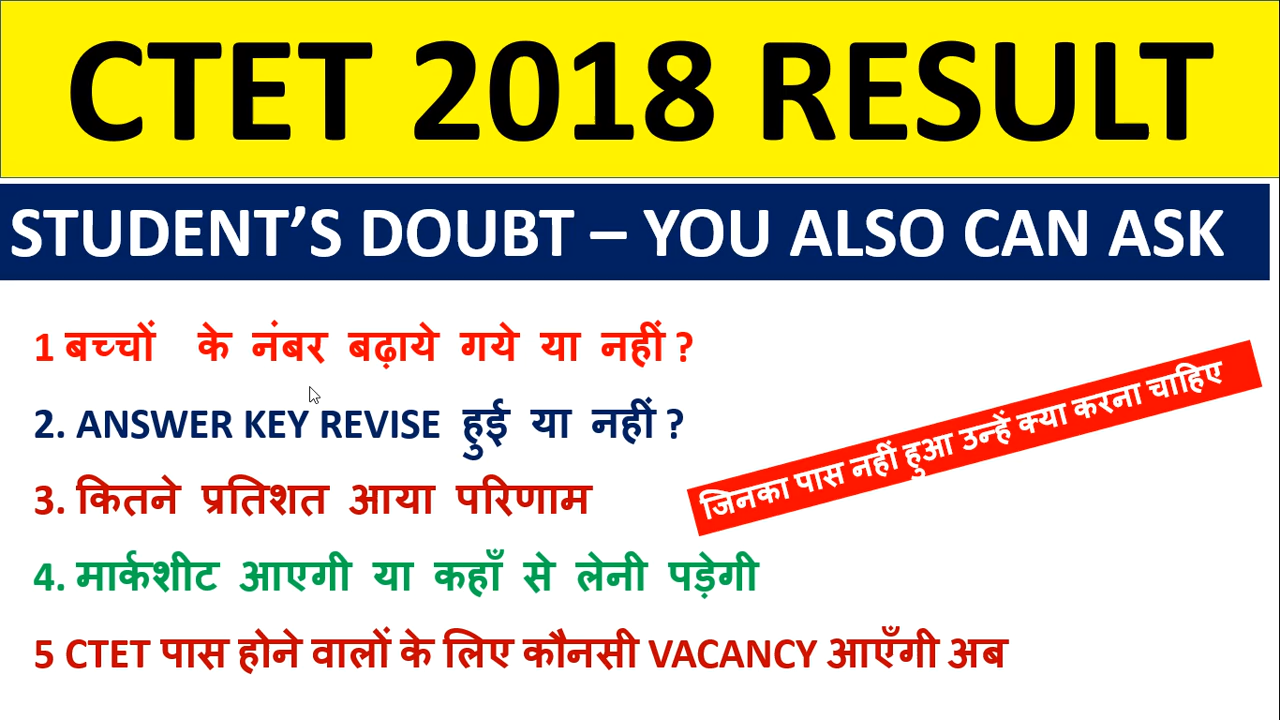 CTET 2018 RESULT
STUDENT'S DOUBT – YOU ALSO CAN ASK
1 बच्चों के नंबर बढ़ाये गये या नहीं ?
2. ANSWER KEY REVISE हुई या नहीं ?
जिनका पास नहीं हुआ उन्हें क्या करना चाहिए
3. कितने प्रतिशत आया परिणाम
4. मार्कशीट आएगी या कहाँ से लेनी पड़ेगी
5 CTET पास होने वालों के लिए कौनसी VACANCY आएँगी अब